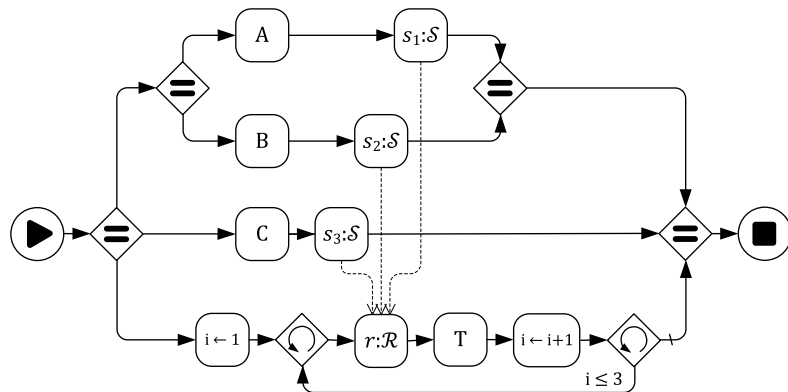 A
s₁:𝒮
B
s₂:𝒮
C
s₃:𝒮
i ← 1
r:ℛ
T
i ← i+1
i ≤ 3